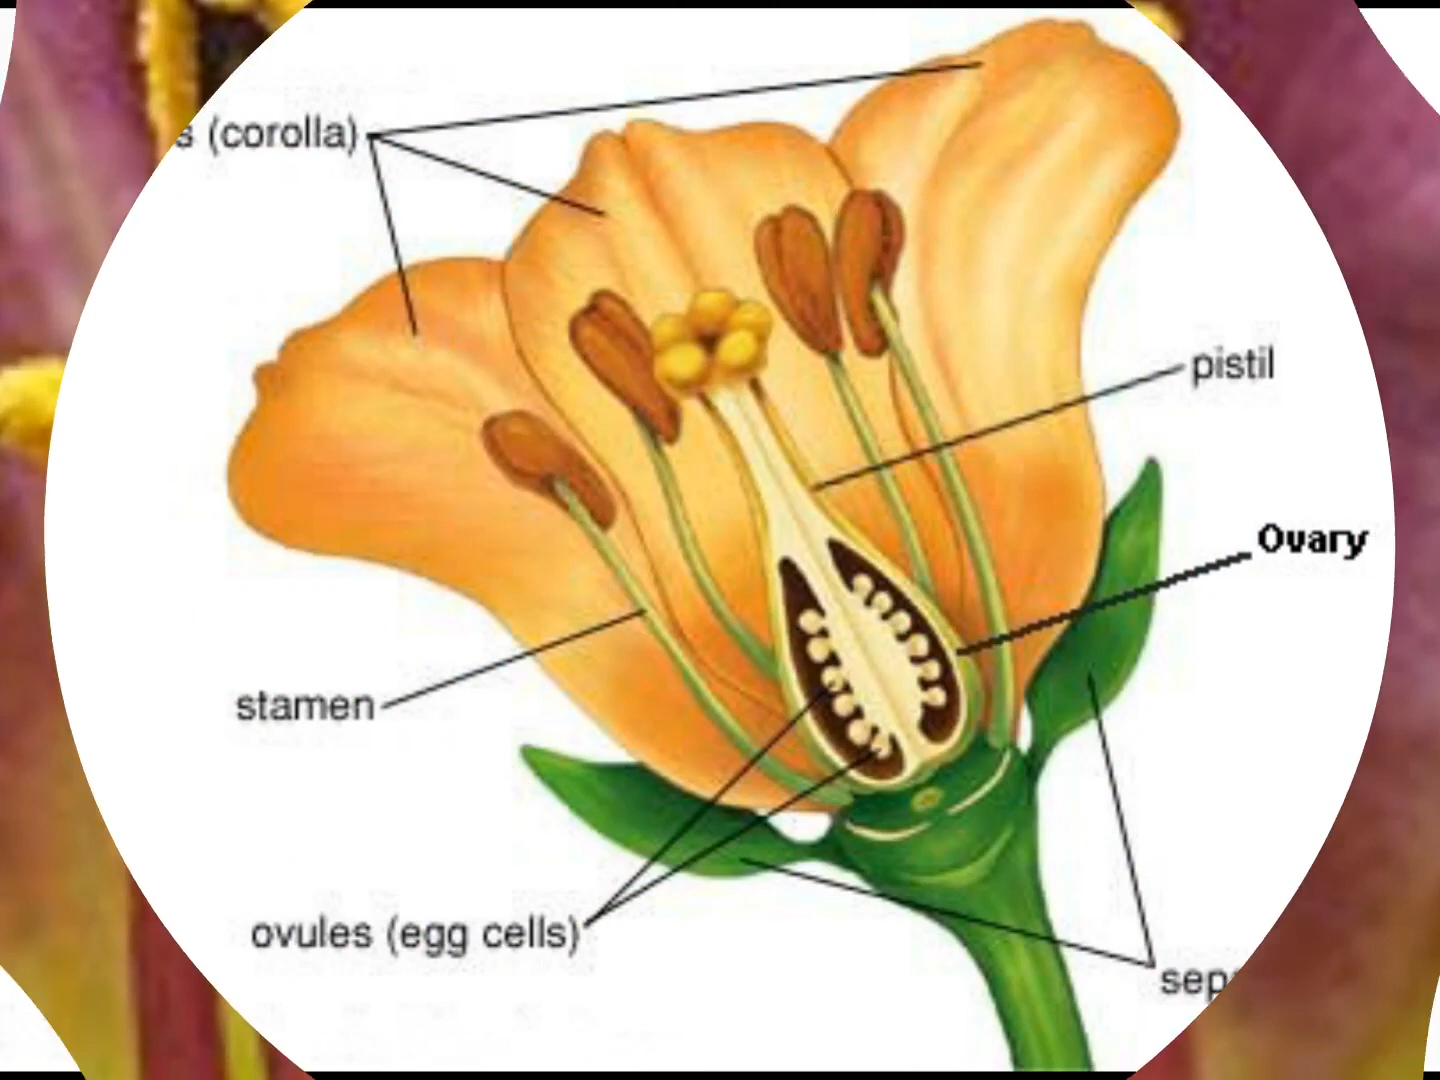 s (corolla)
pistil
Ovary
stamen
ovules (egg cells)
sep